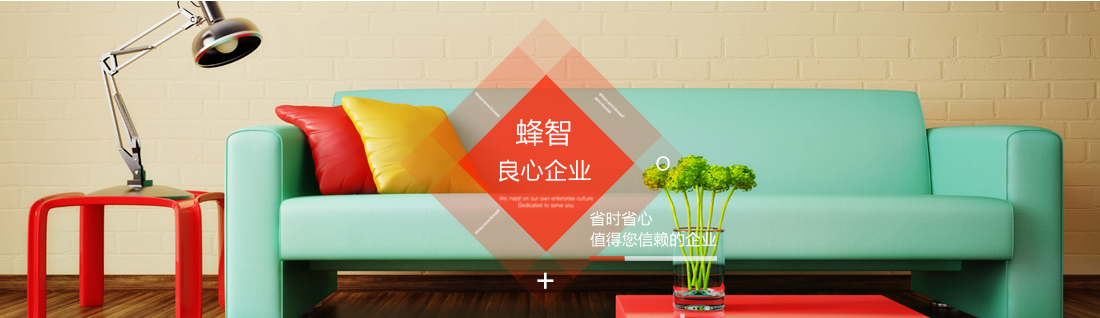 蜂智
良心企业
We insist on our own enterprise culture
Dedicated to serve you
省时省心
值得您信赖的企业